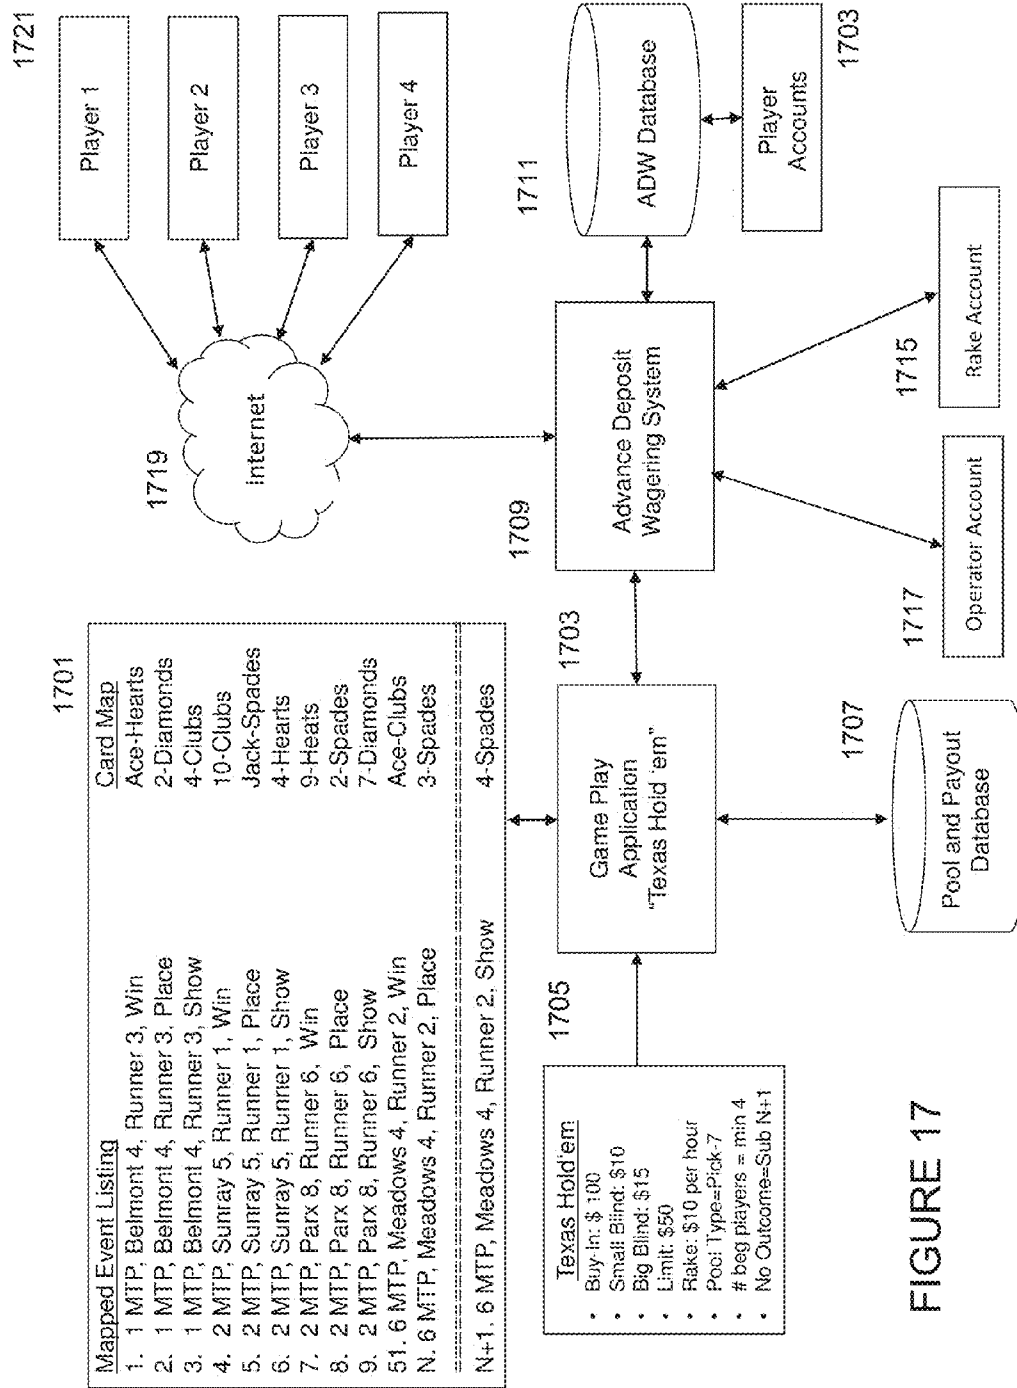 1701
Mapped Event Listing Card Map
1. 1 MTP, Belmont 4, Runner 3, Win Ace-Hearts
2. 1 MTP, Belmont 4, Runner 3, Place 2-Diamonds
3. 1 MTP, Belmont 4, Runner 3, Show 4-Clubs
4. 2 MTP, Sunray 5, Runner 1, Win 10-Clubs
5. 2 MTP, Sunray 5, Runner 1, Place Jack-Spades
6. 2 MTP, Sunray 5, Runner 1, Show 4-Hearts
7. 2 MTP, Parx 8, Runner 6, Win 9-Heats
8. 2 MTP, Parx 8, Runner 6, Place 2-Spades
9. 2 MTP, Parx 8, Runner 6, Show 7-Diamonds
51. 6 MTP, Meadows 4, Runner 2, Win Ace-Clubs
N. 6 MTP, Meadows 4, Runner 2, Place 3-Spades
N+1. 6 MTP, Meadows 4, Runner 2, Show 4-Spades
1721
Player 1
Player 2
Player 3
Player 4
1719
Internet
1705
Texas Hold'em
• Buy-In: $ 100
• Small Blind: $10
• Big Blind: $15
• Limit: $50
• Rake: $10 per hour
• Pool Type=Pick-7
• # beg players = min 4
• No Outcome=Sub N+1
1703
Game Play
Application
"Texas Hold 'em"
1709
Advance Deposit
Wagering System
1711
ADW Database
Player
Accounts
1703
1707
Pool and Payout
Database
1717
Operator Account
1715
Rake Account
FIGURE 17